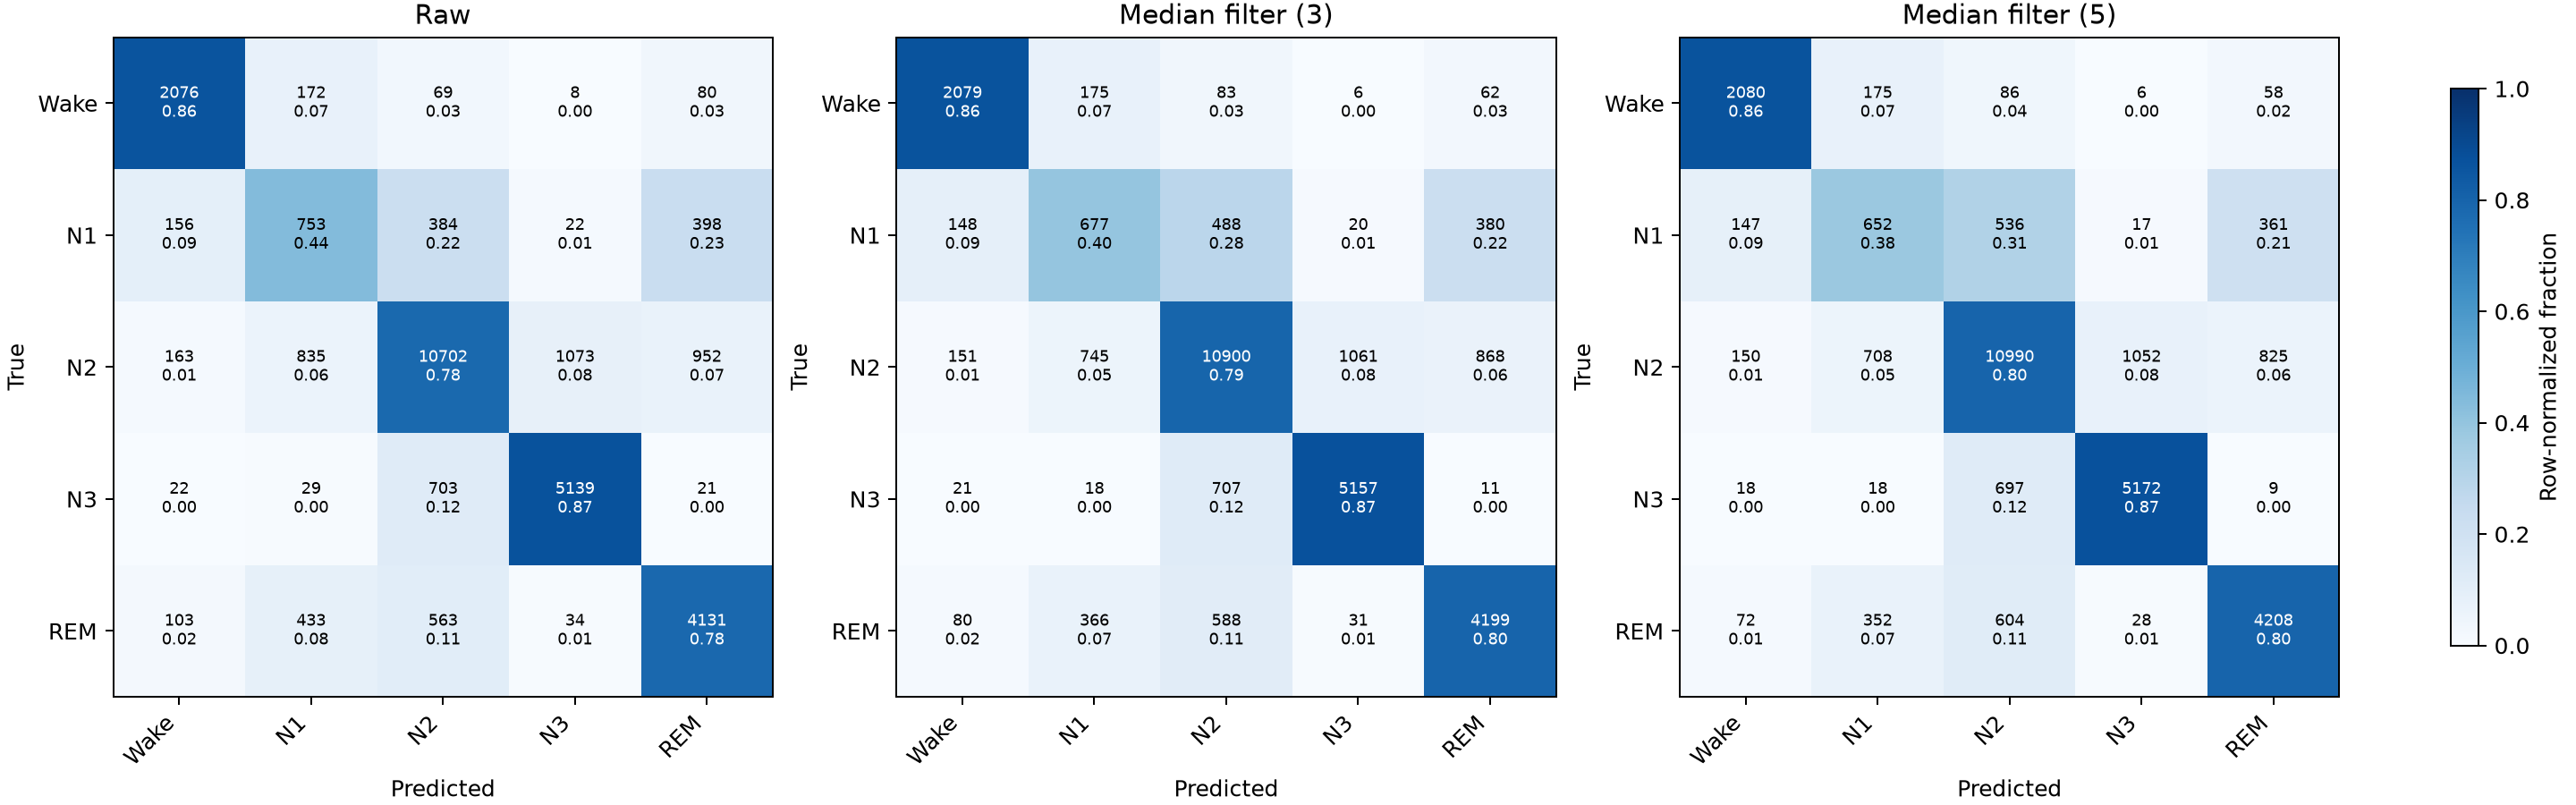 Raw
Median filter (3)
Median filter (5)
Wake
2076 172 69 8 80
0.86 0.07 0.03 0.00 0.03
N1
156 753 384 22 398
0.09 0.44 0.22 0.01 0.23
N2
163 835 10702 1073 952
0.01 0.06 0.78 0.08 0.07
N3
22 29 703 5139 21
0.00 0.00 0.12 0.87 0.00
REM
103 433 563 34 4131
0.02 0.08 0.11 0.01 0.78
True
Wake N1 N2 N3 REM
Predicted
Wake
2079 175 83 6 62
0.86 0.07 0.03 0.00 0.03
N1
148 677 488 20 380
0.09 0.40 0.28 0.01 0.22
N2
151 745 10900 1061 868
0.01 0.05 0.79 0.08 0.06
N3
21 18 707 5157 11
0.00 0.00 0.12 0.87 0.00
REM
80 366 588 31 4199
0.02 0.07 0.11 0.01 0.80
True
Wake N1 N2 N3 REM
Predicted
Wake
2080 175 86 6 58
0.86 0.07 0.04 0.00 0.02
N1
147 652 536 17 361
0.09 0.38 0.31 0.01 0.21
N2
150 708 10990 1052 825
0.01 0.05 0.80 0.08 0.06
N3
18 18 697 5172 9
0.00 0.00 0.12 0.87 0.00
REM
72 352 604 28 4208
0.01 0.07 0.11 0.01 0.80
True
Wake N1 N2 N3 REM
Predicted
1.0
0.8
0.6
0.4
0.2
0.0
Row-normalized fraction